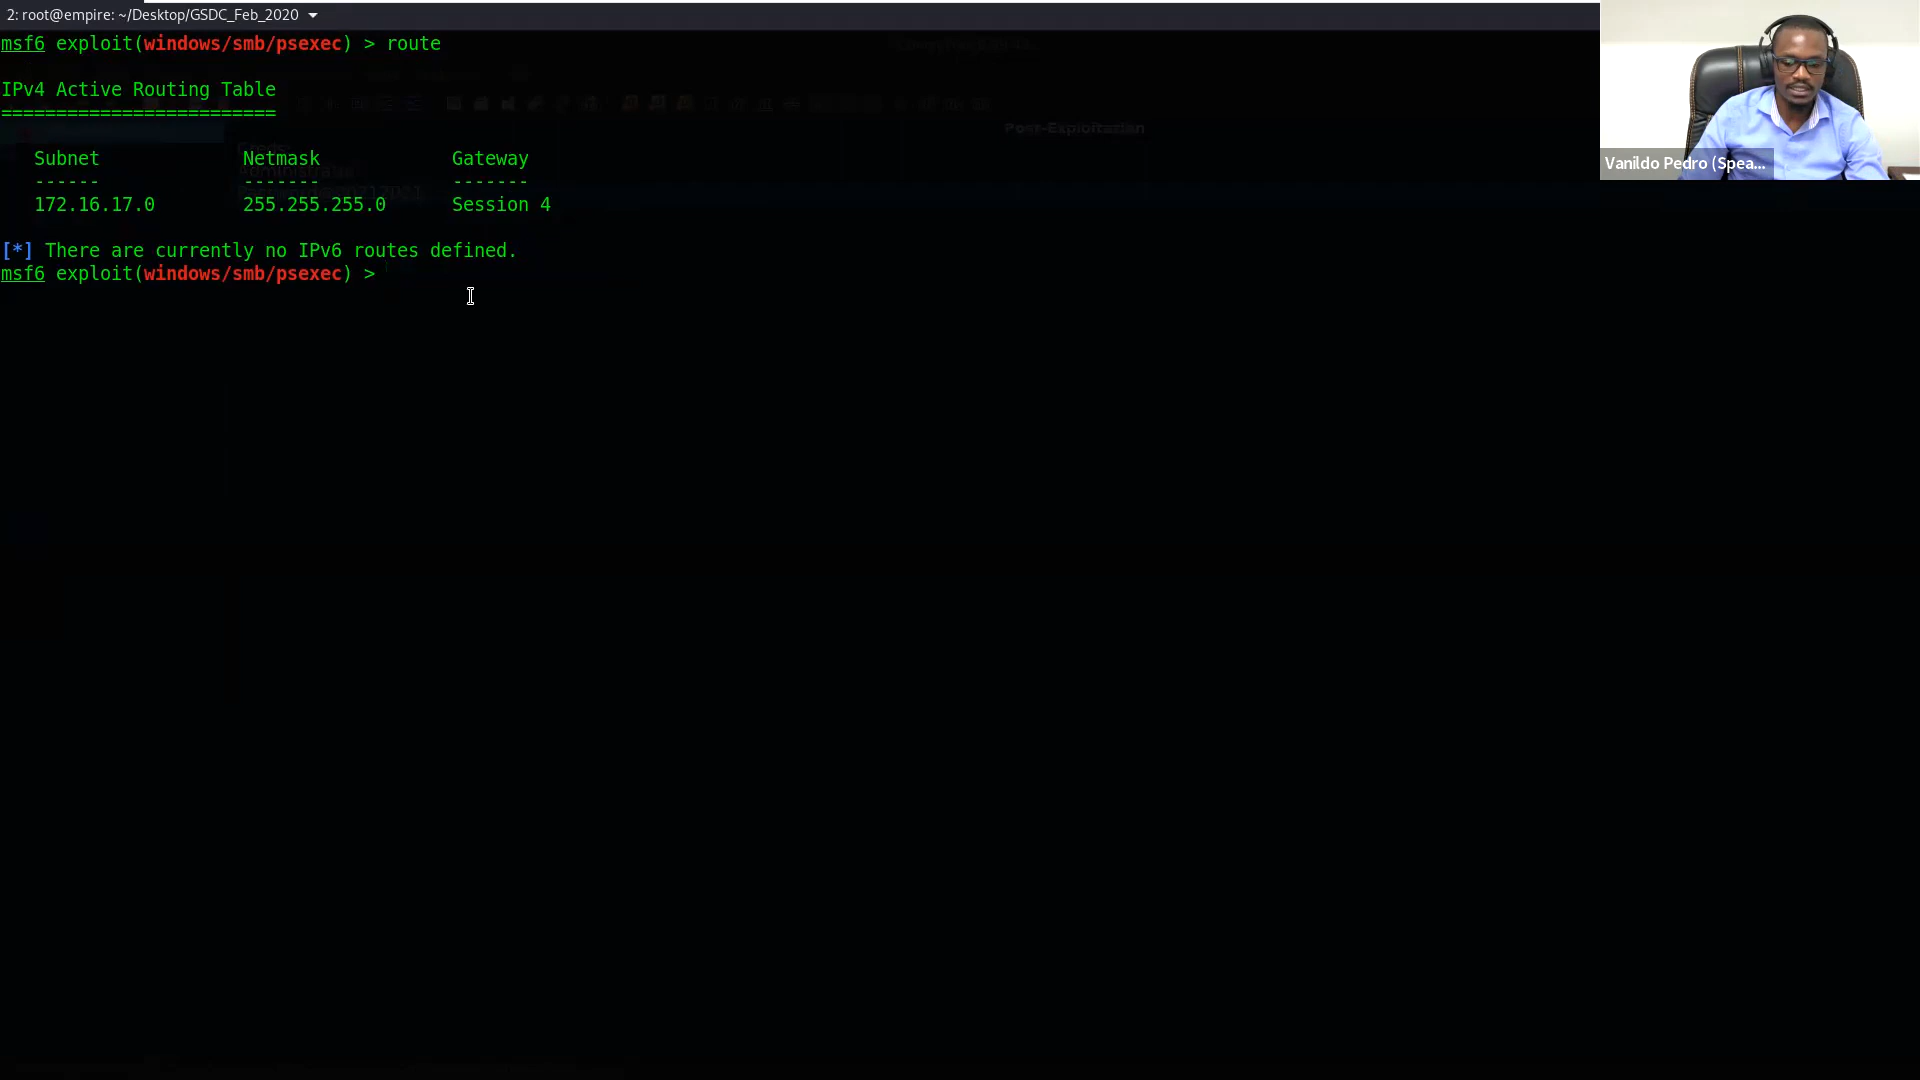 2: root@empire: ~/Desktop/GSDC_Feb_2020
msf6 exploit(windows/smb/psexec) > route
IPv4 Active Routing Table
=========================
Post-Exploitation
Subnet Netmask Gateway
------ ------- -------
172.16.17.0 255.255.255.0 Session 4
[*] There are currently no IPv6 routes defined.
msf6 exploit(windows/smb/psexec) >
Vanildo Pedro (Spea...